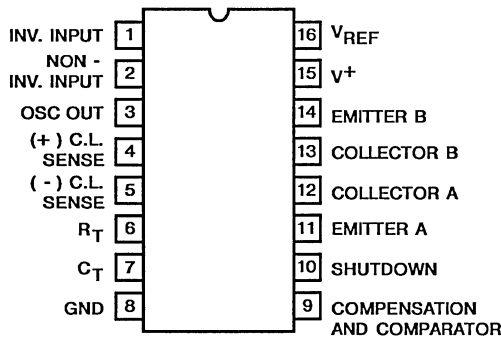 INV. INPUT 1
NON -
INV. INPUT 2
OSC OUT 3
(+) C.L.
SENSE 4
(-) C.L.
SENSE 5
RT 6
CT 7
GND 8
16 VREF
15 V+
14 EMITTER B
13 COLLECTOR B
12 COLLECTOR A
11 EMITTER A
10 SHUTDOWN
9 COMPENSATION
AND COMPARATOR